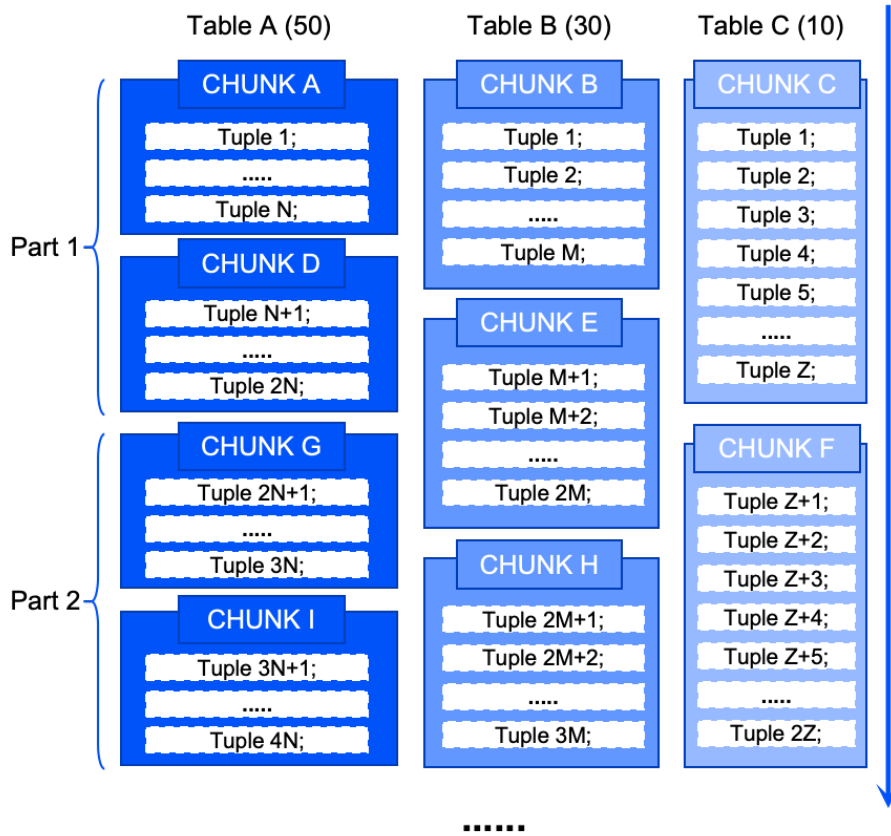 Table A (50)
Table B (30)
Table C (10)
Part 1
CHUNK A
Tuple 1;
.....
Tuple N;
CHUNK D
Tuple N+1;
.....
Tuple 2N;
Part 2
CHUNK G
Tuple 2N+1;
.....
Tuple 3N;
CHUNK I
Tuple 3N+1;
.....
Tuple 4N;
CHUNK B
Tuple 1;
Tuple 2;
.....
Tuple M;
CHUNK E
Tuple M+1;
Tuple M+2;
.....
Tuple 2M;
CHUNK H
Tuple 2M+1;
Tuple 2M+2;
.....
Tuple 3M;
CHUNK C
Tuple 1;
Tuple 2;
Tuple 3;
Tuple 4;
Tuple 5;
.....
Tuple Z;
CHUNK F
Tuple Z+1;
Tuple Z+2;
Tuple Z+3;
Tuple Z+4;
Tuple Z+5;
.....
Tuple 2Z;
......